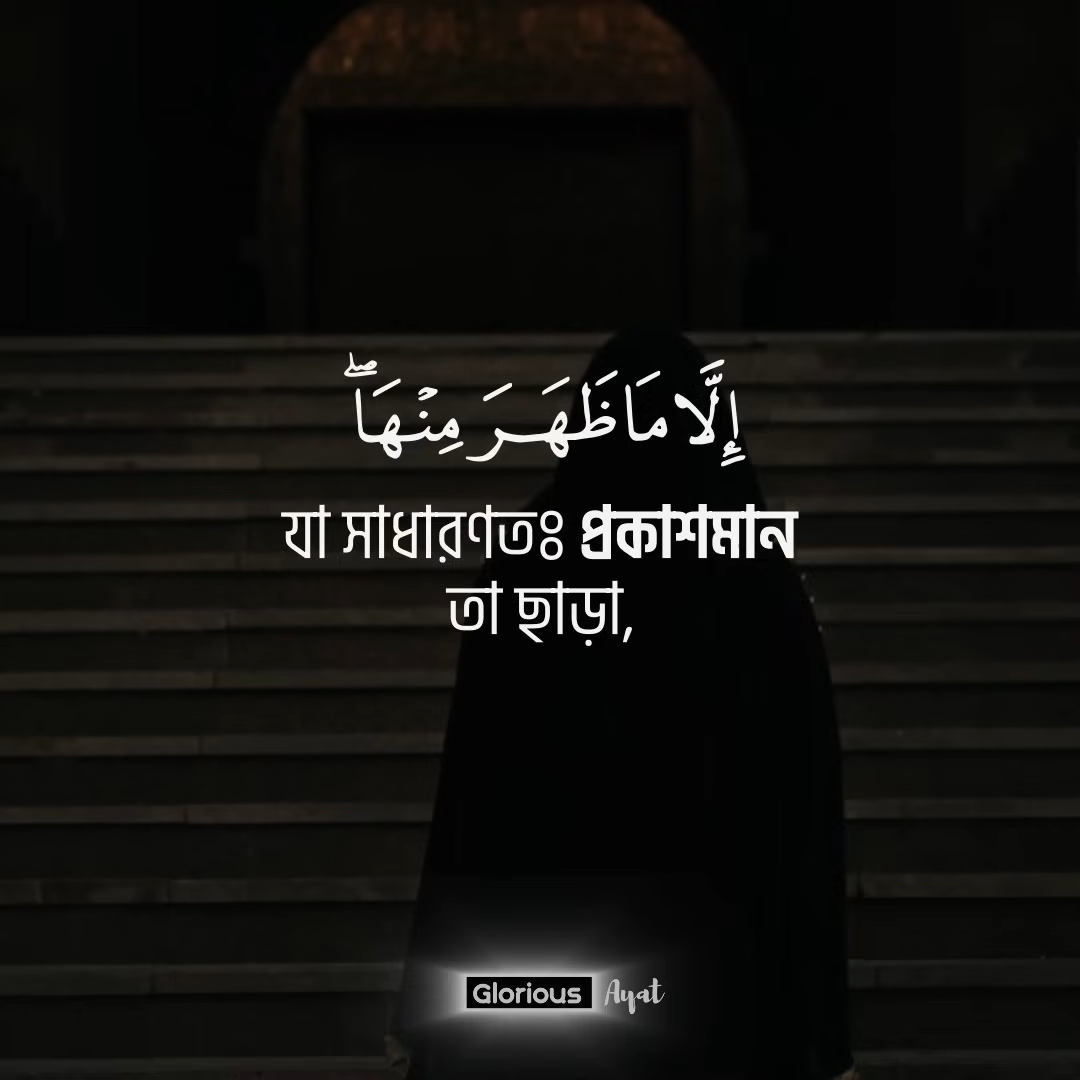 إِلَّا مَا ظَهَرَ مِنْهَاۖ
যা সাধারণতঃ প্রকাশমান
তা ছাড়া,
Glorious Ayat